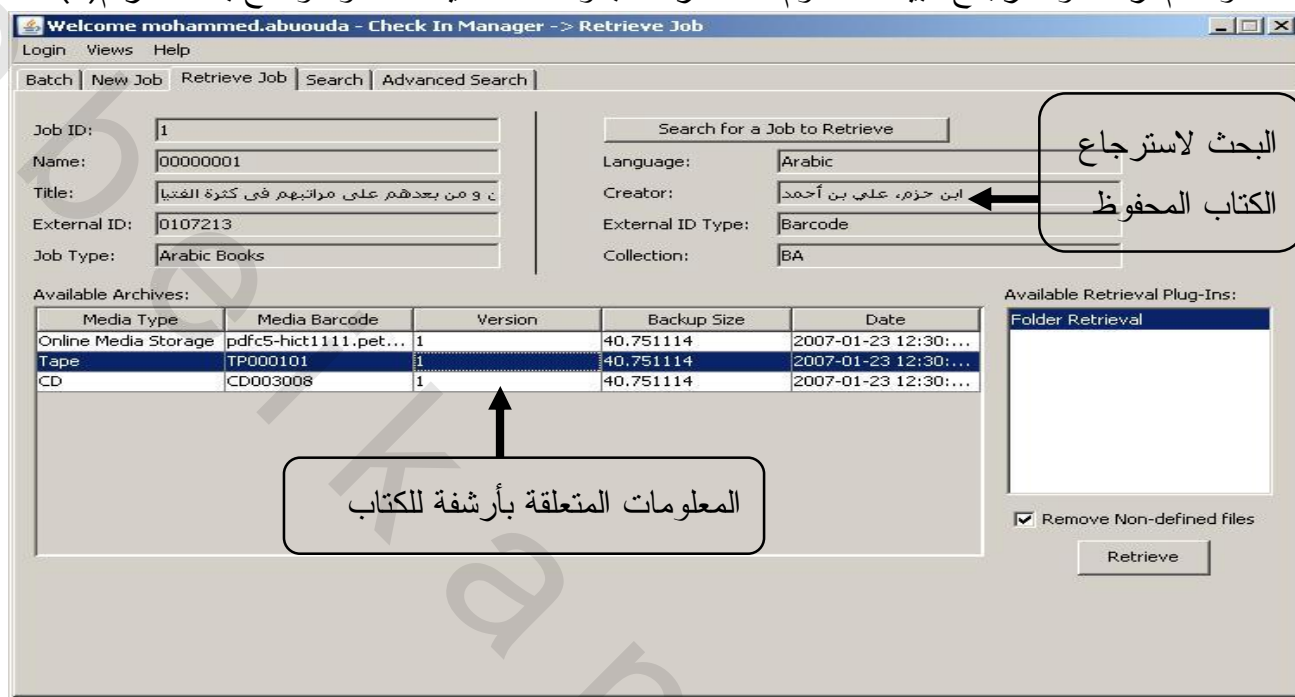 Welcome mohammed.abuouda - Check In Manager -> Retrieve Job
Login Views Help
Batch New Job Retrieve Job Search Advanced Search
Job ID: 1
Search for a Job to Retrieve
Name: 00000001
Language: Arabic
Title: ن و من بعدهم على مراتبهم فى كثرة الفتيا
Creator: ابن حزم، علي بن أحمد
External ID: 0107213
External ID Type: Barcode
Job Type: Arabic Books
Collection: BA
البحث لاسترجاع
الكتاب المحفوظ
Available Archives:
Media Type Media Barcode Version Backup Size Date
Online Media Storage pdfc5-hict1111.pet... 1 40.751114 2007-01-23 12:30:...
Tape TP000101 1 40.751114 2007-01-23 12:30:...
CD CD003008 1 40.751114 2007-01-23 12:30:...
المعلومات المتعلقة بأرشفة للكتاب
Available Retrieval Plug-Ins:
Folder Retrieval
Remove Non-defined files
Retrieve